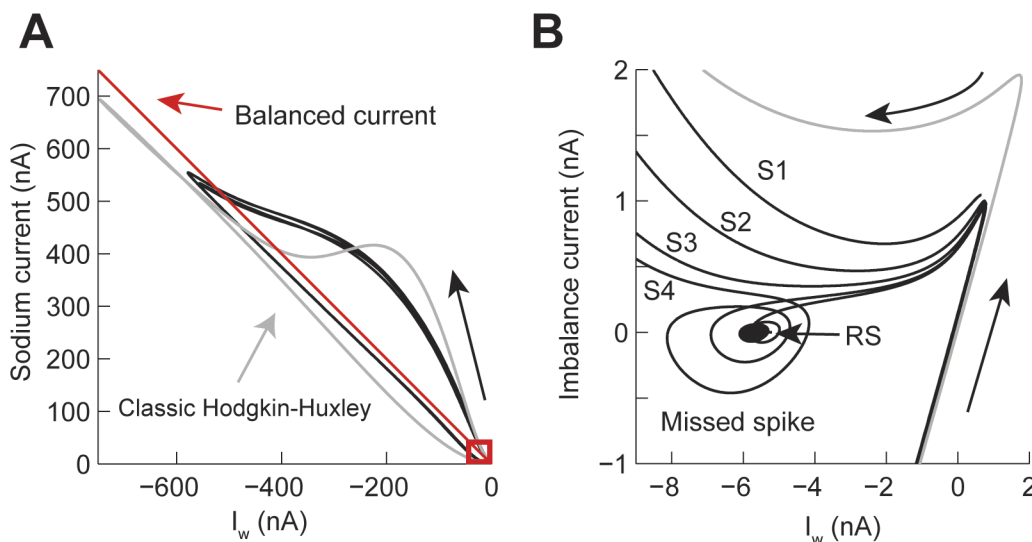 A
Sodium current (nA)
700
600
500
400
300
200
100
0
Balanced current
Classic Hodgkin-Huxley
−600
−400
−200
0
I_w (nA)
B
Imbalance current (nA)
2
1
0
−1
S1
S2
S3
S4
RS
Missed spike
−8
−6
−4
−2
0
2
I_w (nA)